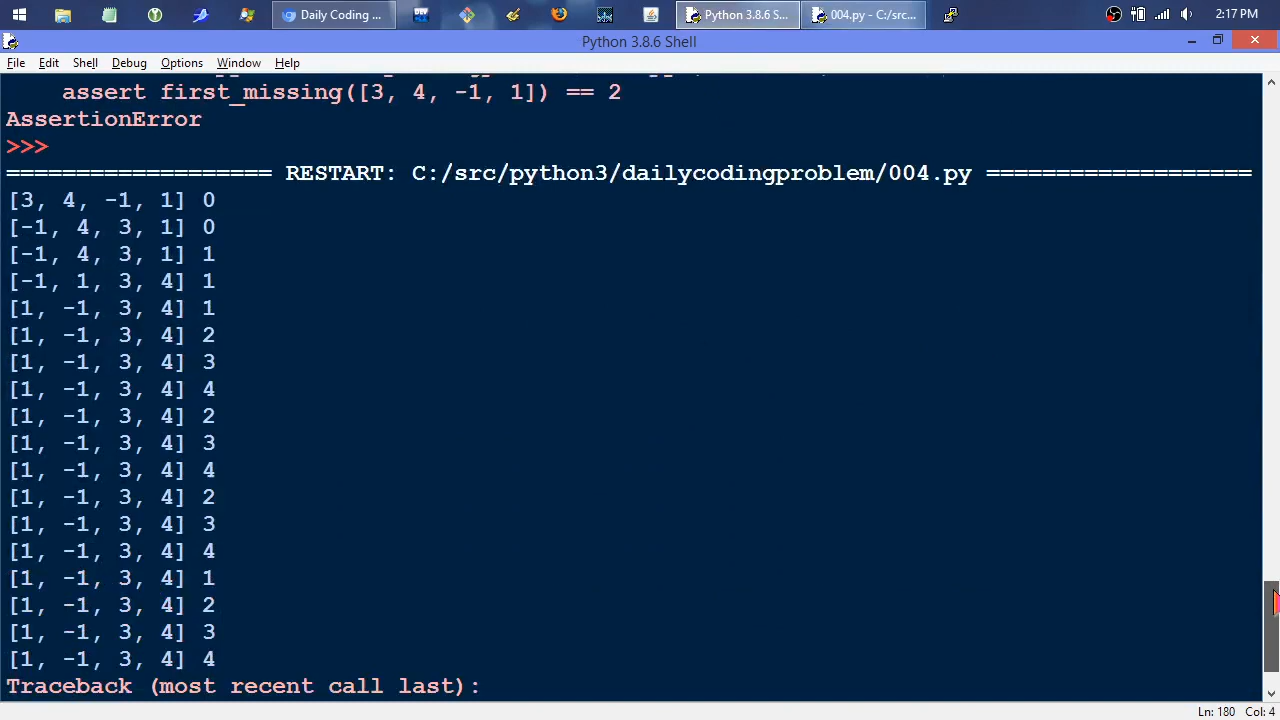 Daily Coding ...
Python 3.8.6 S...
004.py - C:/src...
2:17 PM
Python 3.8.6 Shell
File Edit Shell Debug Options Window Help
assert first_missing([3, 4, -1, 1]) == 2
AssertionError
>>>
=================== RESTART: C:/src/python3/dailycodingproblem/004.py ===================
[3, 4, -1, 1] 0
[-1, 4, 3, 1] 0
[-1, 4, 3, 1] 1
[-1, 1, 3, 4] 1
[1, -1, 3, 4] 1
[1, -1, 3, 4] 2
[1, -1, 3, 4] 3
[1, -1, 3, 4] 4
[1, -1, 3, 4] 2
[1, -1, 3, 4] 3
[1, -1, 3, 4] 4
[1, -1, 3, 4] 2
[1, -1, 3, 4] 3
[1, -1, 3, 4] 4
[1, -1, 3, 4] 1
[1, -1, 3, 4] 2
[1, -1, 3, 4] 3
[1, -1, 3, 4] 4
Traceback (most recent call last):
Ln: 180 Col: 4